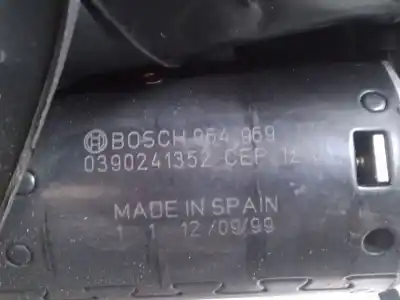 BOSCH 964 969
0390241352 CEP 12
MADE IN SPAIN
1 1 12/09/99